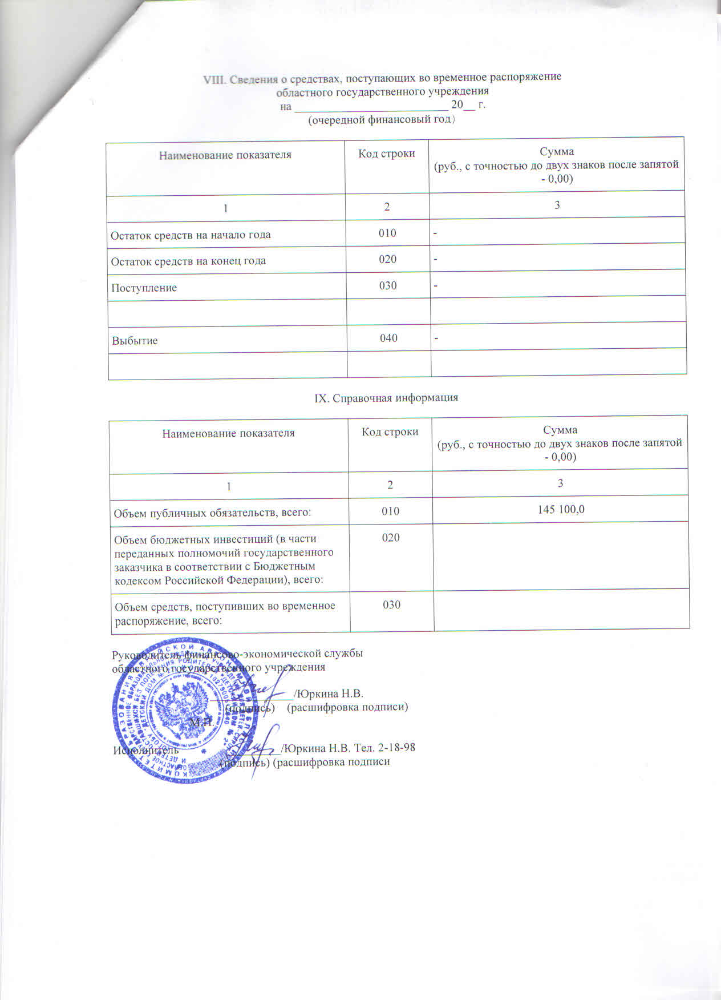 VIII. Сведения о средствах, поступающих во временное распоряжение
областного государственного учреждения
на ___________________________ 20__ г.
(очередной финансовый год)
Наименование показателя
Код строки
Сумма
(руб., с точностью до двух знаков после запятой
- 0,00)
1
2
3
Остаток средств на начало года
010
-
Остаток средств на конец года
020
-
Поступление
030
-
Выбытие
040
-
IX. Справочная информация
Наименование показателя
Код строки
Сумма
(руб., с точностью до двух знаков после запятой
- 0,00)
1
2
3
Объем публичных обязательств, всего:
010
145 100,0
Объем бюджетных инвестиций (в части
переданных полномочий государственного
заказчика в соответствии с Бюджетным
кодексом Российской Федерации), всего:
020
Объем средств, поступивших во временное
распоряжение, всего:
030
Руководитель финансово-экономической службы
областного государственного учреждения
/Юркина Н.В.
(подпись) (расшифровка подписи)
М.П.
Исполнитель /Юркина Н.В. Тел. 2-18-98
(подпись) (расшифровка подписи